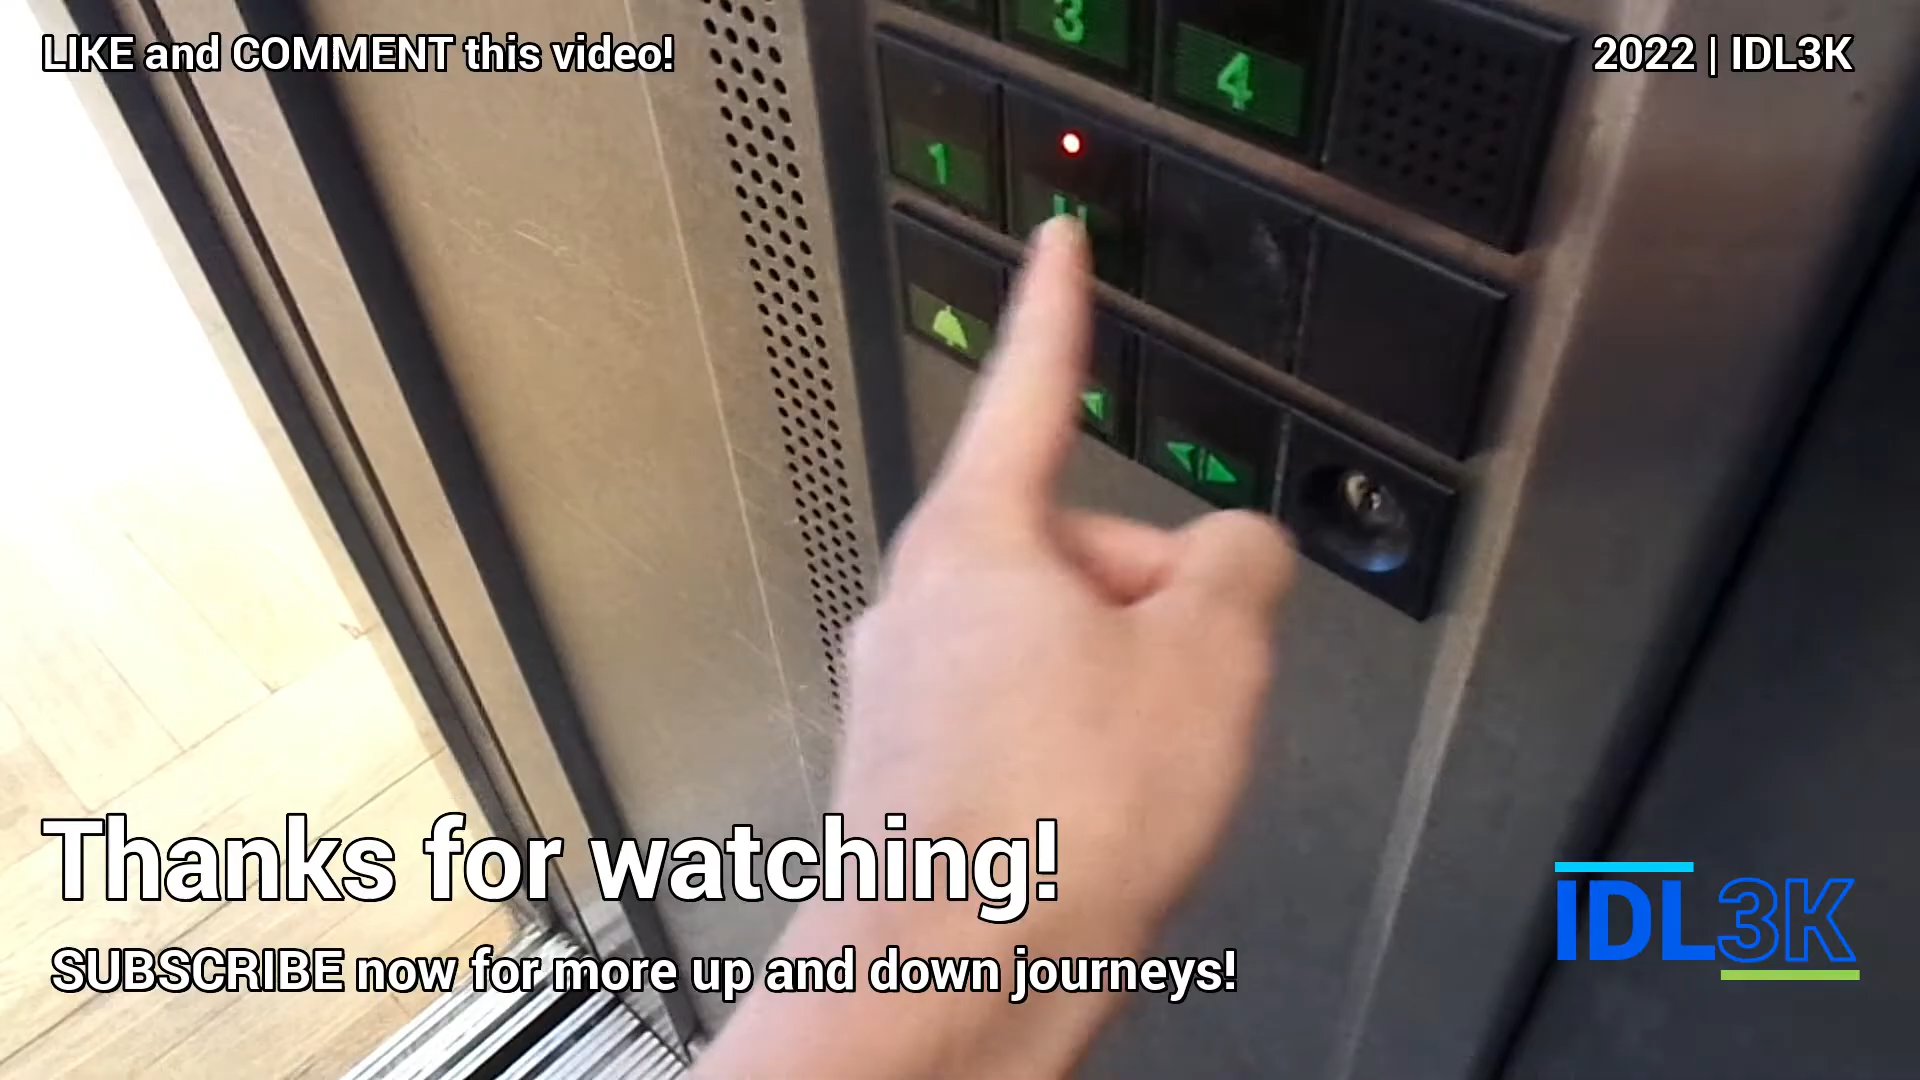 LIKE and COMMENT this video!
2022 | IDL3K
3
4
1
Thanks for watching!
SUBSCRIBE now for more up and down journeys!
IDL3K